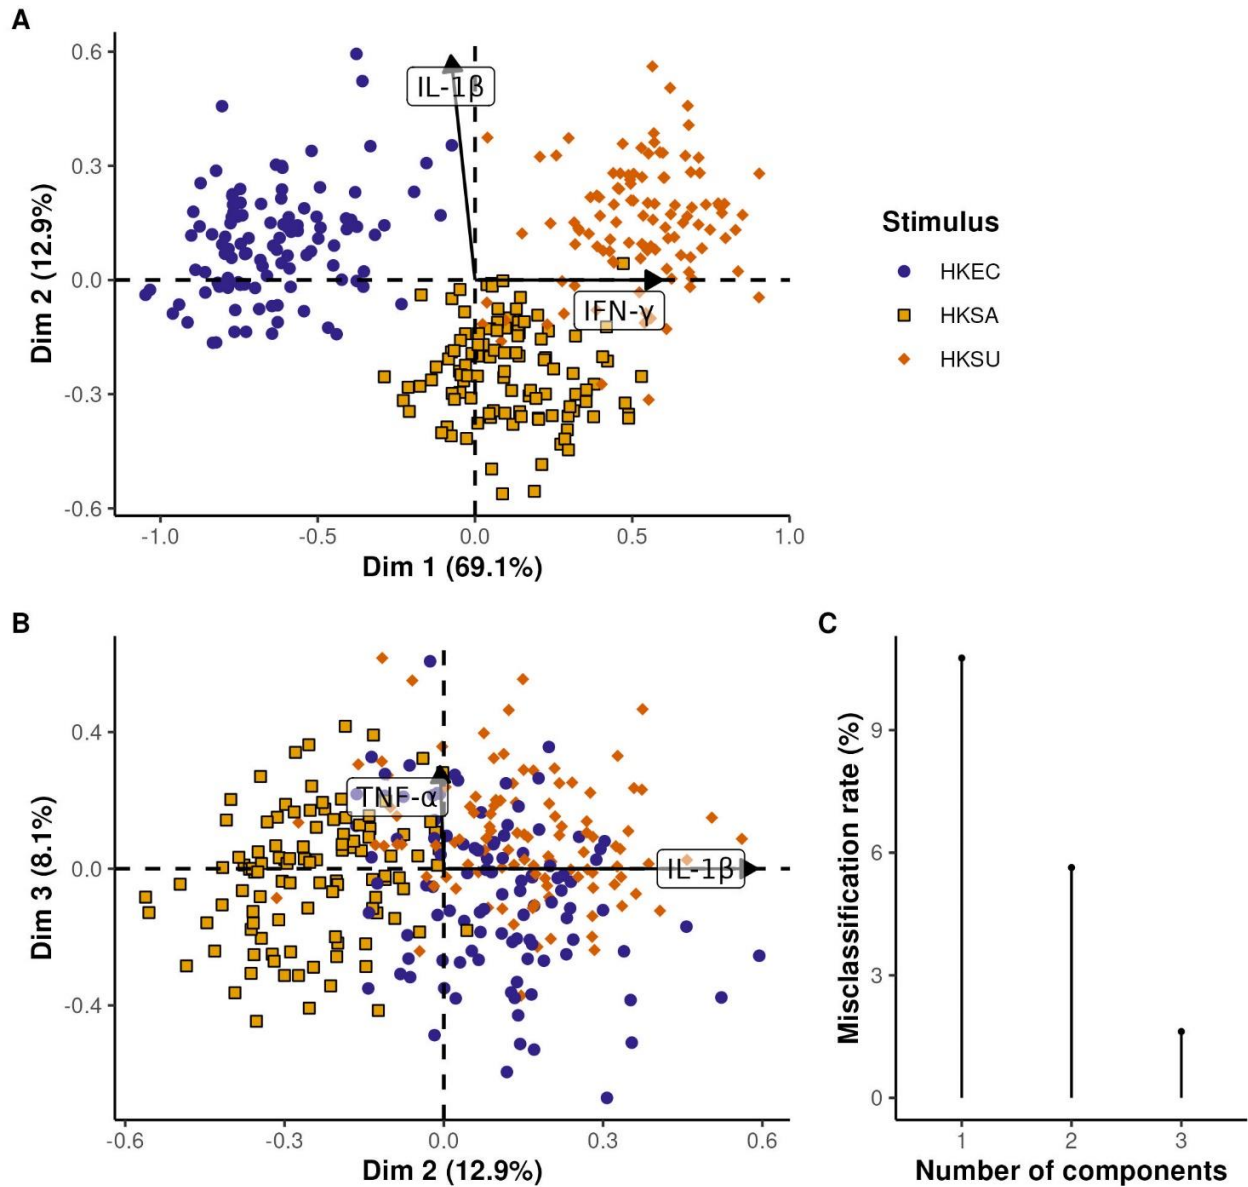 A
0.6
0.3
0.0
-0.3
-0.6
Dim 2 (12.9%)
IL-1β
IFN-γ
-1.0
-0.5
0.0
0.5
1.0
Dim 1 (69.1%)
Stimulus
HKEC
HKSA
HKSU
B
0.4
0.0
-0.4
Dim 3 (8.1%)
TNF-α
IL-1β
-0.6
-0.3
0.0
0.3
0.6
Dim 2 (12.9%)
C
9
6
3
0
Misclassification rate (%)
1
2
3
Number of components